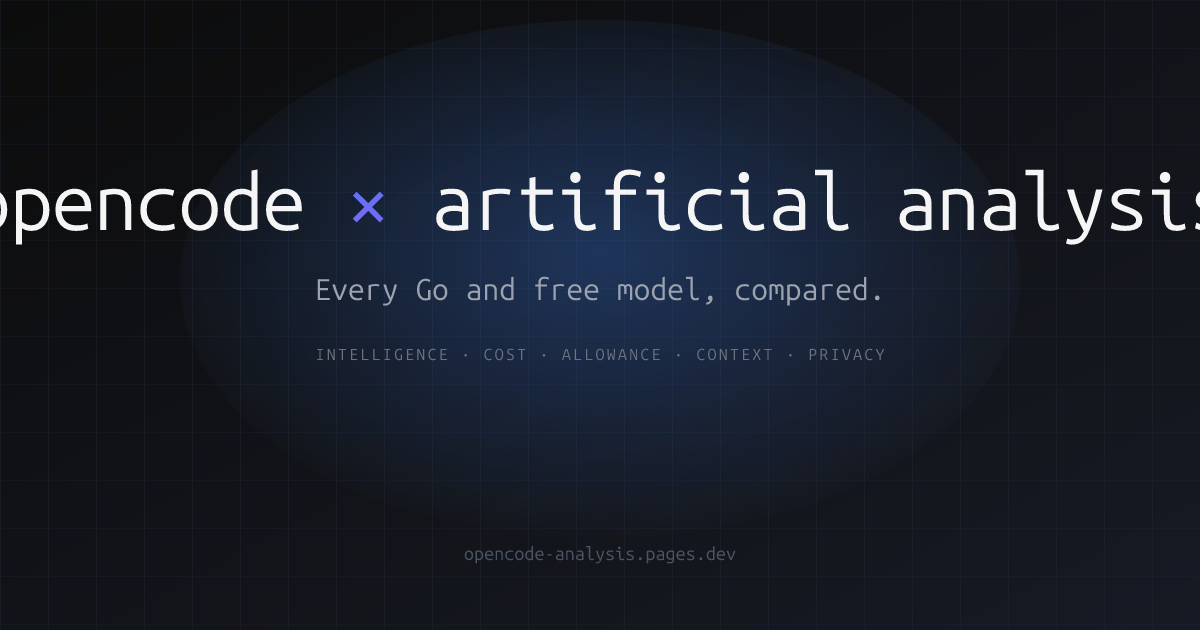 opencode × artificial analysis
Every Go and free model, compared.
INTELLIGENCE · COST · ALLOWANCE · CONTEXT · PRIVACY
opencode-analysis.pages.dev